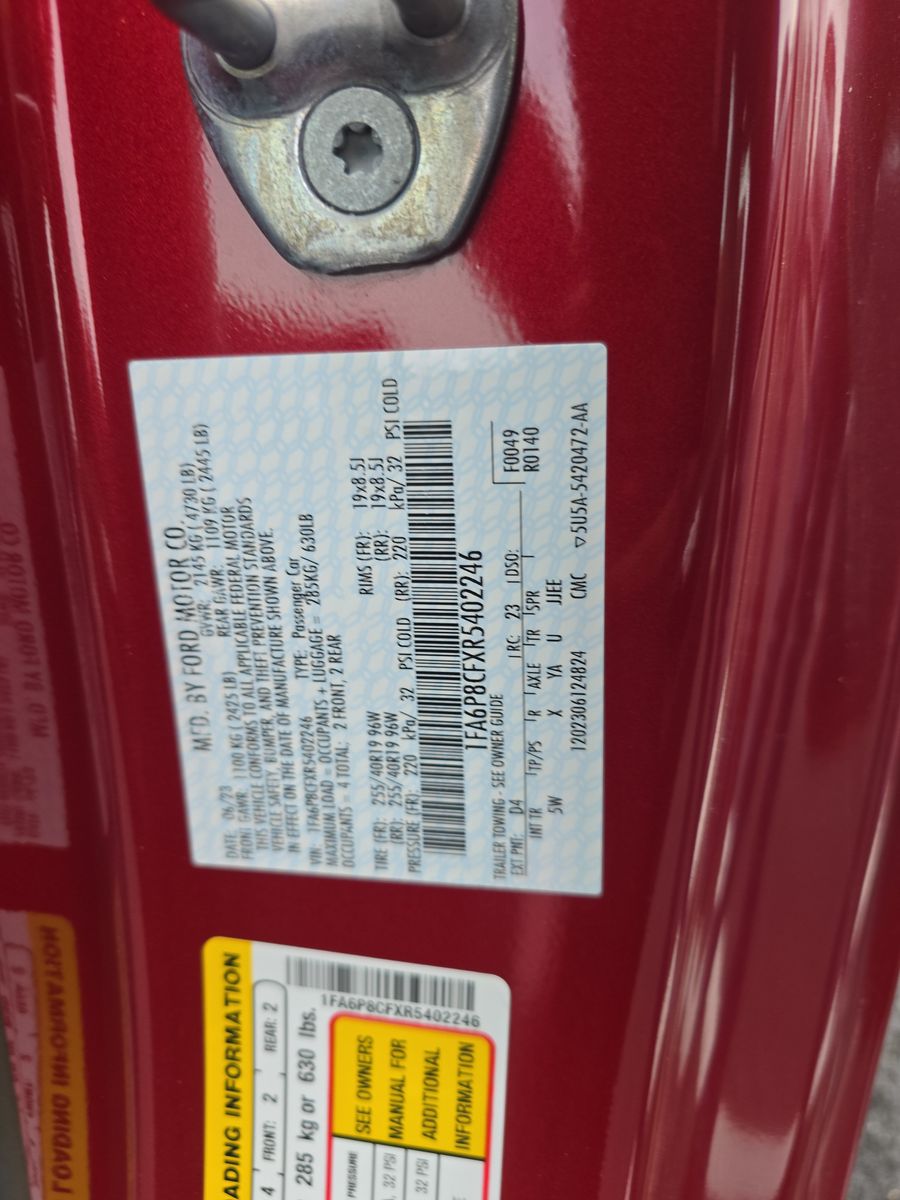 MFD. BY FORD MOTOR CO.
DATE: 06/23 GVWR: 2145 KG ( 4730 LB)
FRONT GAWR: 1100 KG ( 2425 LB) REAR GAWR: 1109 KG ( 2445 LB)
THIS VEHICLE CONFORMS TO ALL APPLICABLE FEDERAL MOTOR
VEHICLE SAFETY, BUMPER, AND THEFT PREVENTION STANDARDS
IN EFFECT ON THE DATE OF MANUFACTURE SHOWN ABOVE.
VIN: 1FA6P8CFXR5402246 TYPE: Passenger Car
MAXIMUM LOAD = OCCUPANTS + LUGGAGE = 285KG/ 630LB
OCCUPANTS = 4 TOTAL: 2 FRONT, 2 REAR
TIRE (FR): 255/40R19 96W RIMS (FR): 19x8.5J
(RR): 255/40R19 96W (RR): 19x8.5J
PRESSURE (FR): 220 kPa/ 32 PSI COLD (RR): 220 kPa/ 32 PSI COLD
1FA6P8CFXR5402246
TRAILER TOWING - SEE OWNER GUIDE
EXT PNT: D4 RC: 23 DSO: F0049
R0140
INT TR TP/PS R AXLE TR SPR
5W X YA U JJEE
1202306124824 CMC ▽5U5A-5420472-AA
ADING INFORMATION
4 FRONT: 2 REAR: 2
285 kg or 630 lbs.
1FA6P8CFXR5402246
PRESSURE
32 PSI
32 PSI
SEE OWNERS
MANUAL FOR
ADDITIONAL
INFORMATION